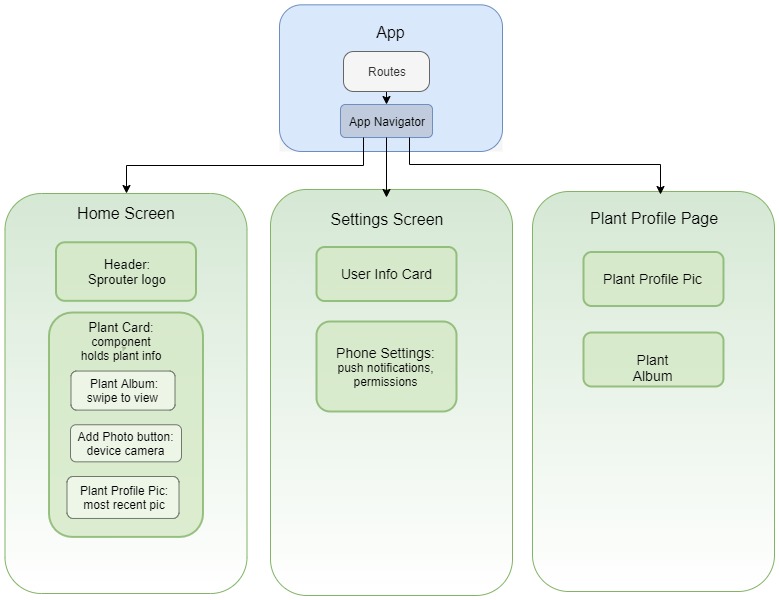 App
Routes
App Navigator
Home Screen
Header:
Sprouter logo
Plant Card:
component
holds plant info
Plant Album:
swipe to view
Add Photo button:
device camera
Plant Profile Pic:
most recent pic
Settings Screen
User Info Card
Phone Settings:
push notifications,
permissions
Plant Profile Page
Plant Profile Pic
Plant
Album